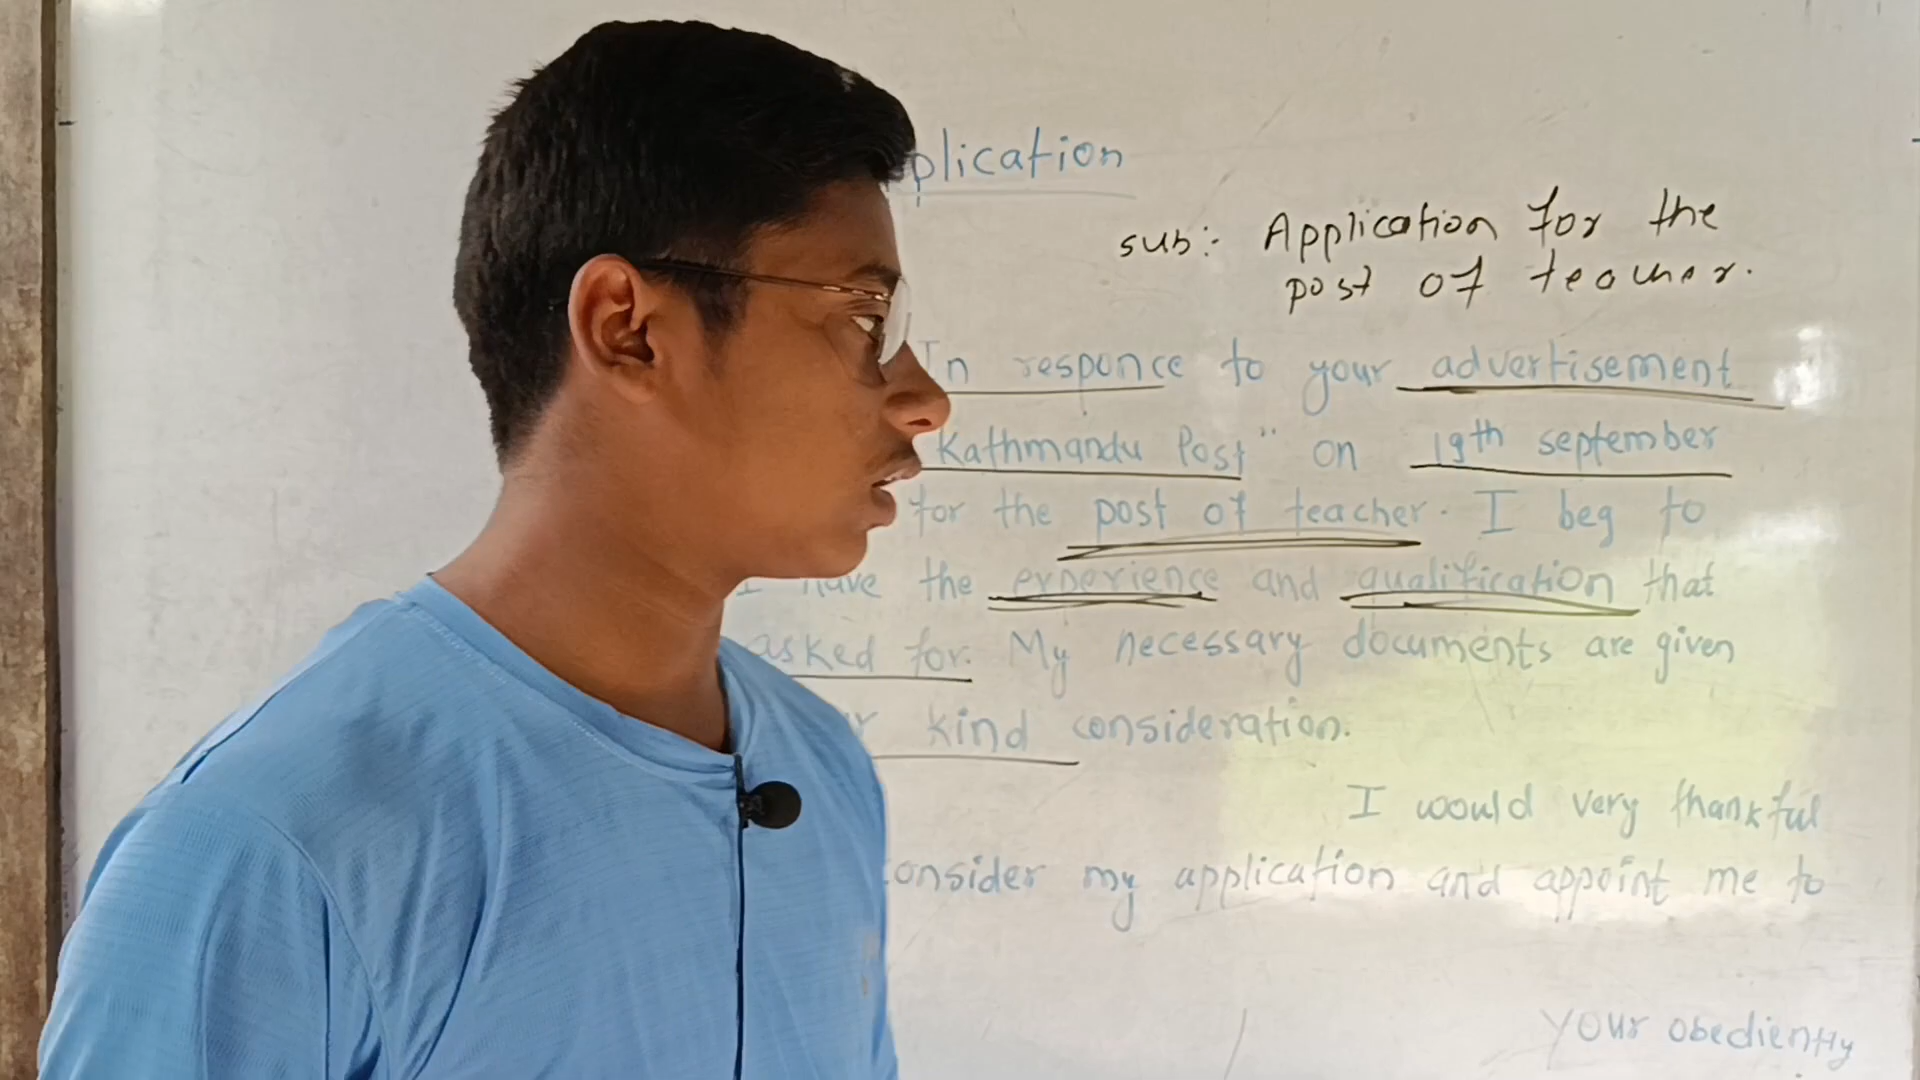 plication
sub:- Application for the
post of teacher.
In responce to your advertisement
"Kathmandu Post" on 19th september
for the post of teacher. I beg to
I have the experience and qualification that
asked for. My necessary documents are given
kind consideration.
I would very thankful
consider my application and appoint me to
Your obediently